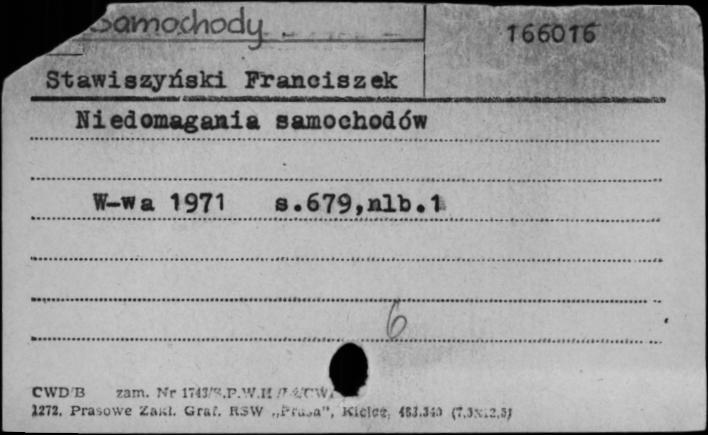 Samochody
166016
Stawiszyński Franciszek
Niedomagania samochodów
W-wa 1971 s.679,nlb.1
6
CWD/B zam. Nr 1743/
1272. Prasowe Zakł. Graf. RSW „Prasa", Kielce,